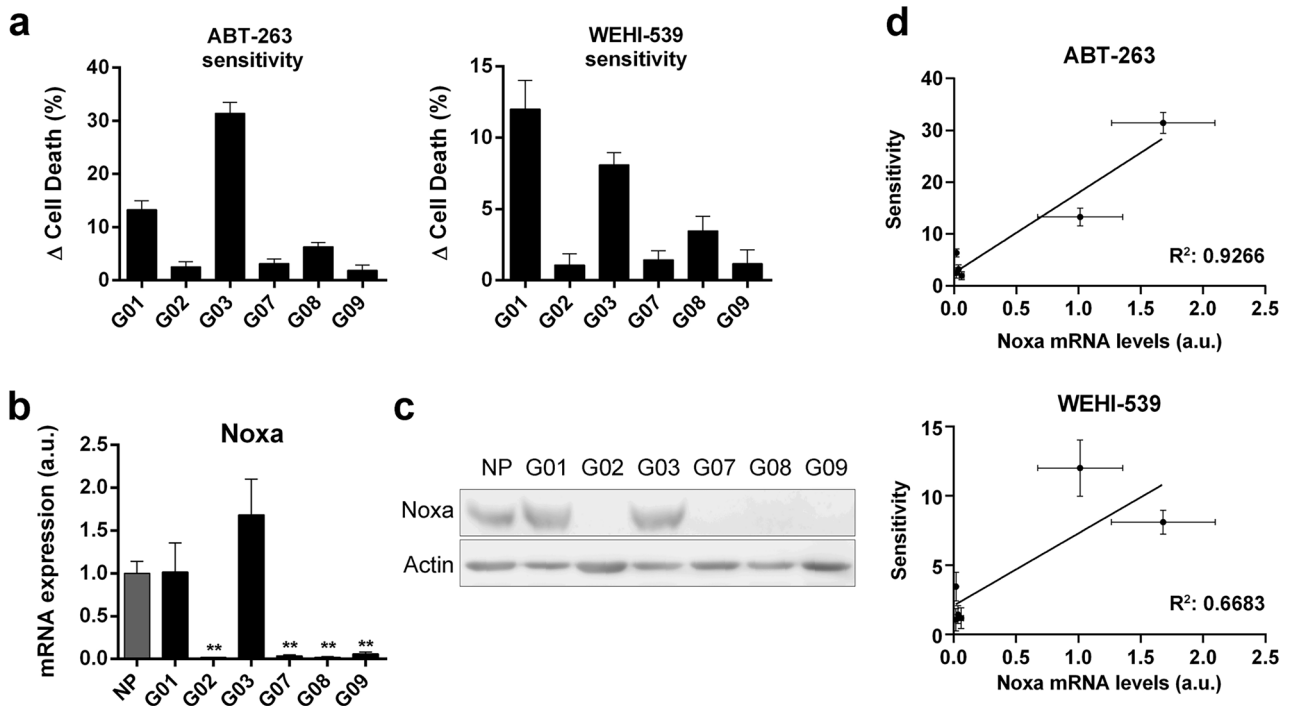 a
ABT-263
sensitivity
Δ Cell Death (%)
40
30
20
10
0
G01
G02
G03
G07
G08
G09
WEHI-539
sensitivity
Δ Cell Death (%)
15
10
5
0
G01
G02
G03
G07
G08
G09
b
Noxa
mRNA expression (a.u.)
2.5
2.0
1.5
1.0
0.5
0.0
**
**
**
**
NP
G01
G02
G03
G07
G08
G09
c
NP G01 G02 G03 G07 G08 G09
Noxa
Actin
d
ABT-263
Sensitivity
40
30
20
10
0
R²: 0.9266
0.0 0.5 1.0 1.5 2.0 2.5
Noxa mRNA levels (a.u.)
WEHI-539
Sensitivity
15
10
5
0
R²: 0.6683
0.0 0.5 1.0 1.5 2.0 2.5
Noxa mRNA levels (a.u.)